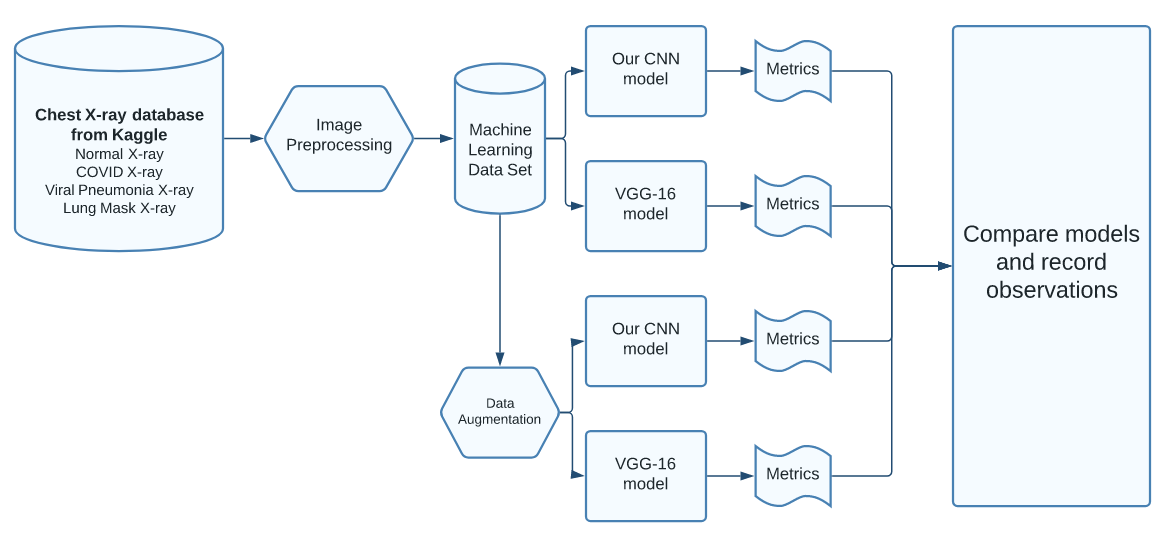 Chest X-ray database
from Kaggle
Normal X-ray
COVID X-ray
Viral Pneumonia X-ray
Lung Mask X-ray
Image
Preprocessing
Machine
Learning
Data Set
Our CNN
model
Metrics
VGG-16
model
Metrics
Data
Augmentation
Our CNN
model
Metrics
VGG-16
model
Metrics
Compare models
and record
observations